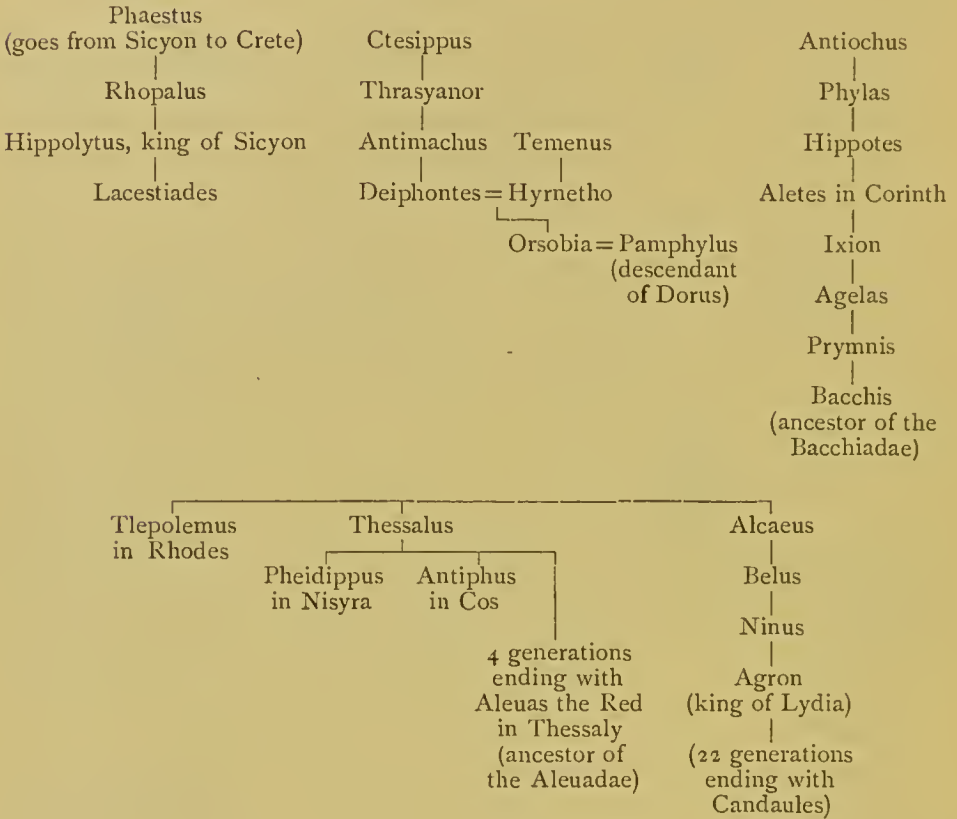 Phaestus
(goes from Sicyon to Crete)
Rhopalus
Hippolytus, king of Sicyon
Lacestiades
Ctesippus
Thrasyanor
Antimachus Temenus
Deiphontes = Hyrnetho
Orsobia = Pamphylus
(descendant
of Dorus)
Antiochus
Phylas
Hippotes
Aletes in Corinth
Ixion
Agelas
Prymnis
Bacchis
(ancestor of the
Bacchiadae)
Tlepolemus
in Rhodes
Thessalus
Pheidippus
in Nisyra
Antiphus
in Cos
4 generations
ending with
Aleuas the Red
in Thessaly
(ancestor of
the Aleuadae)
Alcaeus
Belus
Ninus
Agron
(king of Lydia)
(22 generations
ending with
Candaules)